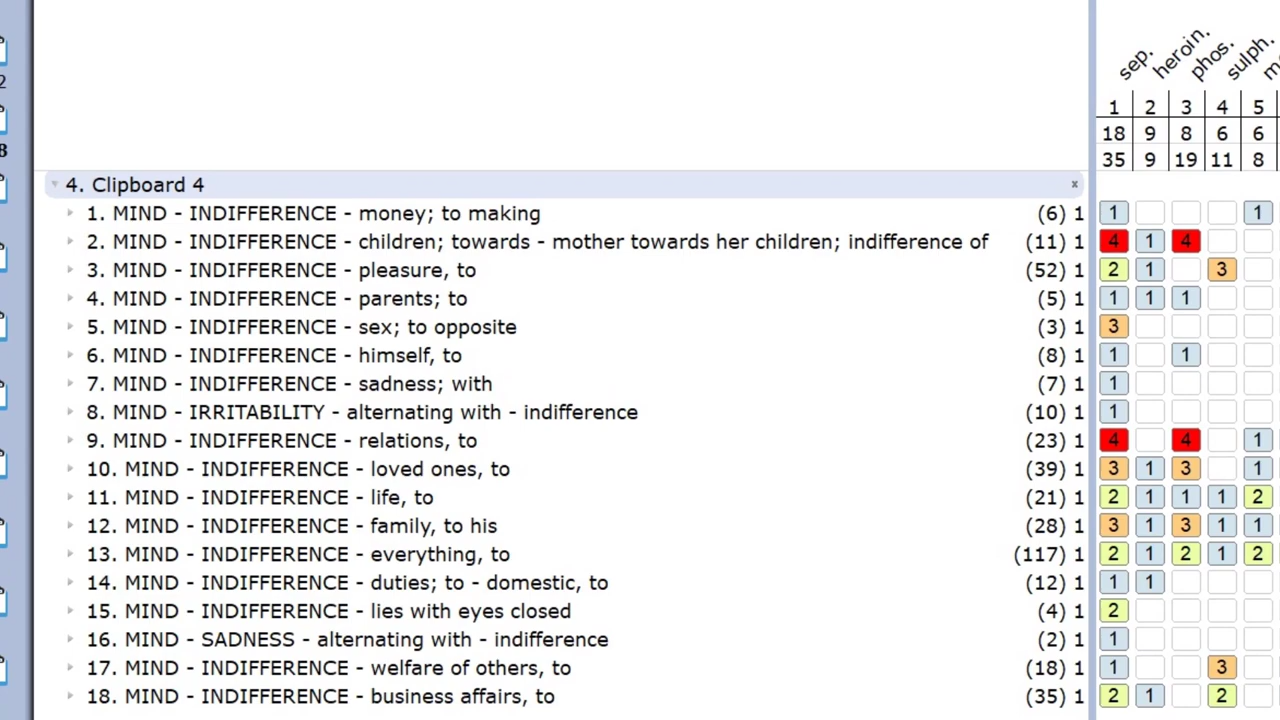 sep. heroin. phos. sulph.
1 2 3 4 5
2
18 9 8 6 6
8
35 9 19 11 8
4. Clipboard 4 x
1. MIND - INDIFFERENCE - money; to making (6) 1 1 1
2. MIND - INDIFFERENCE - children; towards - mother towards her children; indifference of (11) 1 4 1 4
3. MIND - INDIFFERENCE - pleasure, to (52) 1 2 1 3
4. MIND - INDIFFERENCE - parents; to (5) 1 1 1 1
5. MIND - INDIFFERENCE - sex; to opposite (3) 1 3
6. MIND - INDIFFERENCE - himself, to (8) 1 1 1
7. MIND - INDIFFERENCE - sadness; with (7) 1 1
8. MIND - IRRITABILITY - alternating with - indifference (10) 1 1
9. MIND - INDIFFERENCE - relations, to (23) 1 4 4 1
10. MIND - INDIFFERENCE - loved ones, to (39) 1 3 1 3 1
11. MIND - INDIFFERENCE - life, to (21) 1 2 1 1 1 2
12. MIND - INDIFFERENCE - family, to his (28) 1 3 1 3 1 1
13. MIND - INDIFFERENCE - everything, to (117) 1 2 1 2 1 2
14. MIND - INDIFFERENCE - duties; to - domestic, to (12) 1 1 1
15. MIND - INDIFFERENCE - lies with eyes closed (4) 1 2
16. MIND - SADNESS - alternating with - indifference (2) 1 1
17. MIND - INDIFFERENCE - welfare of others, to (18) 1 1 3
18. MIND - INDIFFERENCE - business affairs, to (35) 1 2 1 2